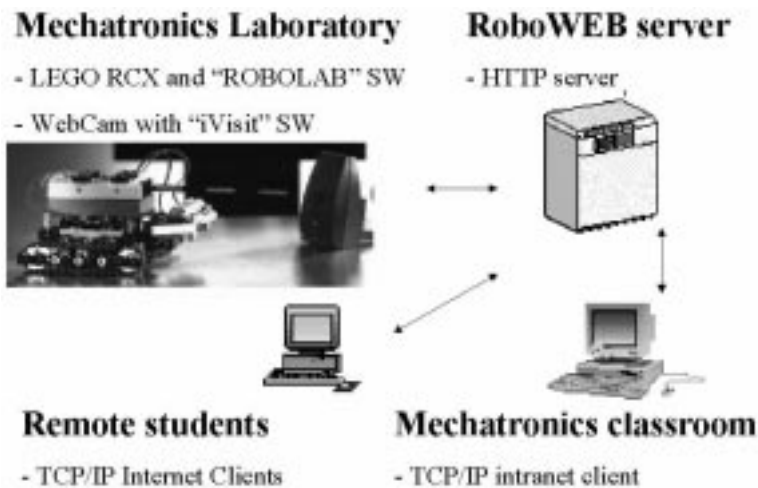 Mechatronics Laboratory
- LEGO RCX and “ROBOLAB” SW
- WebCam with “iVisit” SW
RoboWEB server
- HTTP server
Remote students
- TCP/IP Internet Clients
Mechatronics classroom
- TCP/IP intranet client